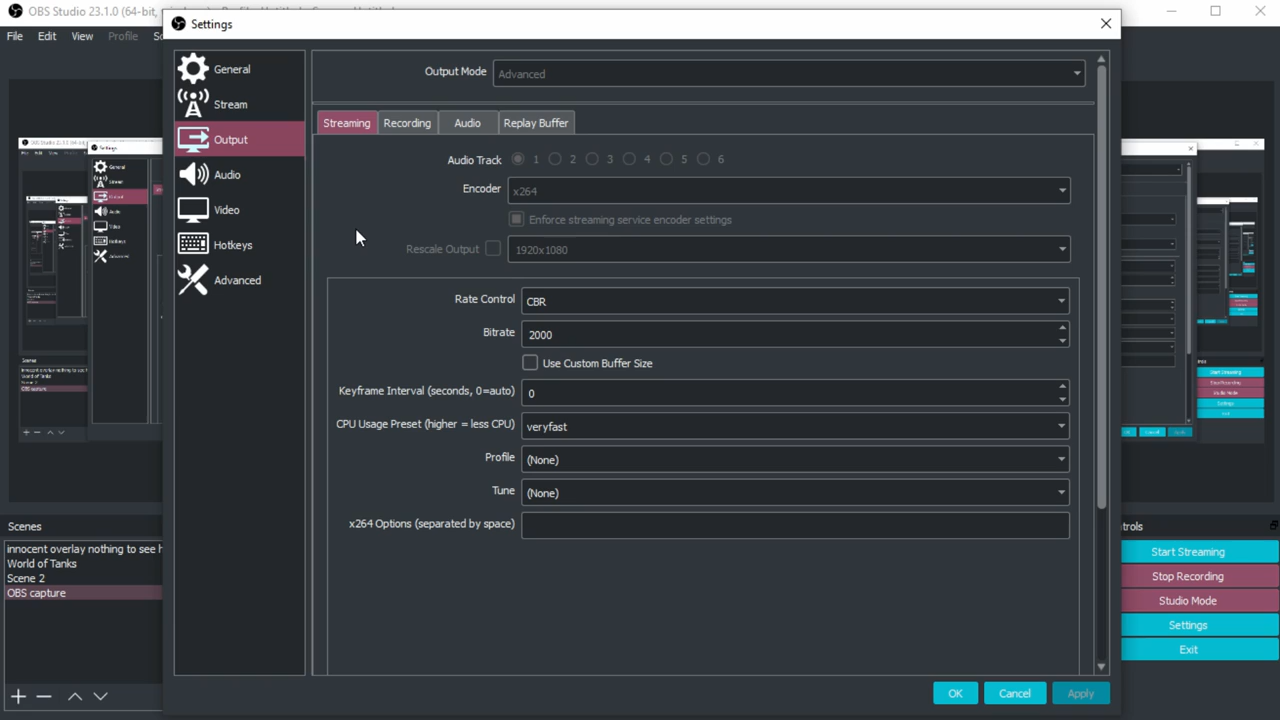 OBS Studio 23.1.0 (64-bit,
Settings
File Edit View Profile
General
Stream
Output
Audio
Video
Hotkeys
Advanced
Output Mode Advanced
Streaming Recording Audio Replay Buffer
Audio Track 1 2 3 4 5 6
Encoder x264
Enforce streaming service encoder settings
Rescale Output 1920x1080
Rate Control CBR
Bitrate 2000
Use Custom Buffer Size
Keyframe Interval (seconds, 0=auto) 0
CPU Usage Preset (higher = less CPU) veryfast
Profile (None)
Tune (None)
x264 Options (separated by space)
OK Cancel Apply
Scenes
innocent overlay nothing to see h
World of Tanks
Scene 2
OBS capture
trols
Start Streaming
Stop Recording
Studio Mode
Settings
Exit